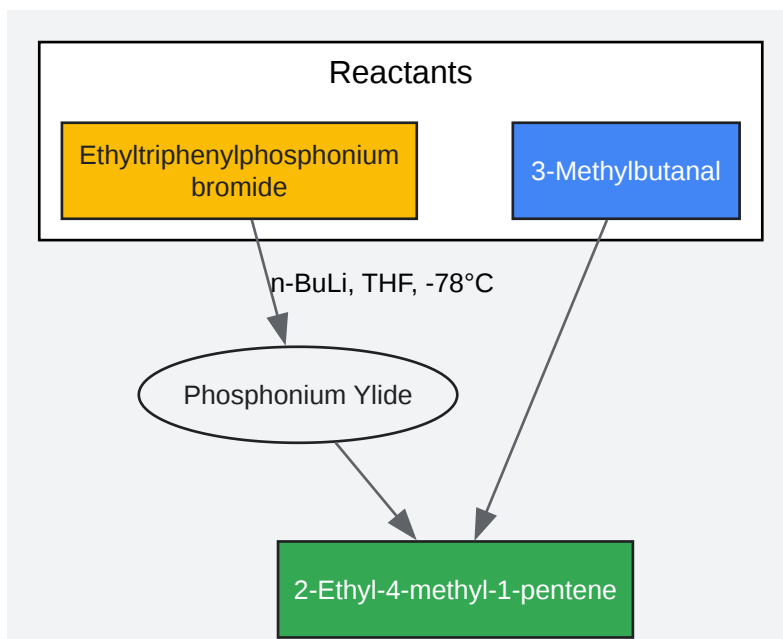 Reactants
Ethyltriphenylphosphonium
bromide
3-Methylbutanal
n-BuLi, THF, -78°C
Phosphonium Ylide
2-Ethyl-4-methyl-1-pentene